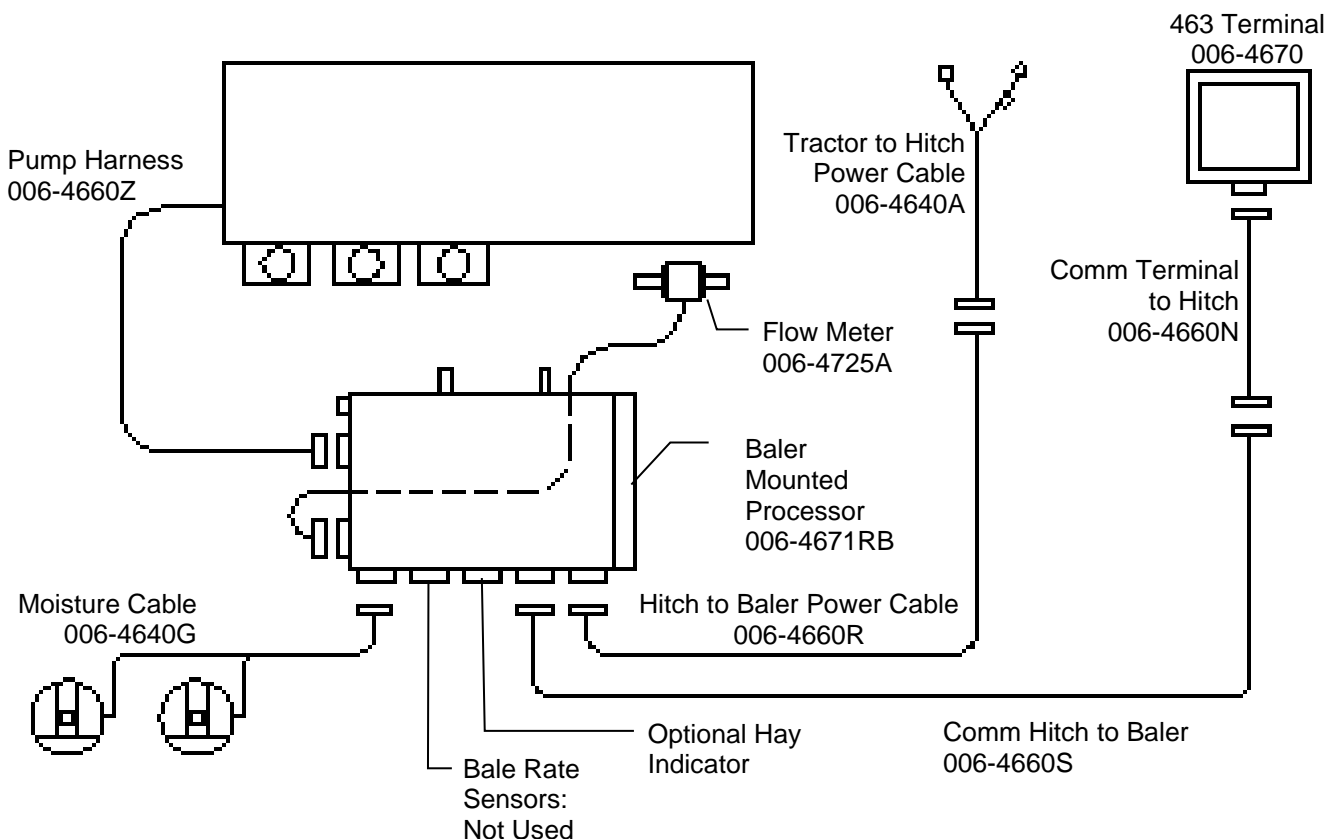 463 Terminal
006-4670
Pump Harness
006-4660Z
Tractor to Hitch
Power Cable
006-4640A
Comm Terminal
to Hitch
006-4660N
Flow Meter
006-4725A
Baler
Mounted
Processor
006-4671RB
Moisture Cable
006-4640G
Hitch to Baler Power Cable
006-4660R
Optional Hay
Indicator
Comm Hitch to Baler
006-4660S
Bale Rate
Sensors:
Not Used